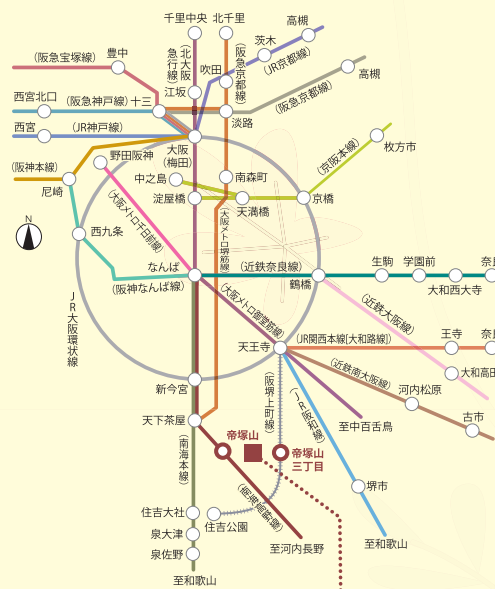 千里中央
北千里
高槻
茨木
(JR京都線)
高槻
(阪急宝塚線)
豊中
(北大阪
急行線)
吹田
(阪急京都線)
江坂
西宮北口
(阪急神戸線)
十三
(阪急京都線)
淡路
西宮
(JR神戸線)
大阪
(梅田)
枚方市
(京阪本線)
野田阪神
(阪神本線)
中之島
南森町
尼崎
淀屋橋
天満橋
京橋
(大阪メトロ千日前線)
(大阪メトロ堺筋線)
N
西九条
なんば
(近鉄奈良線)
生駒
学園前
奈良
(阪神なんば線)
鶴橋
大和西大寺
JR大阪環状線
(大阪メトロ御堂筋線)
(近鉄大阪線)
天王寺
(JR関西本線[大和路線])
王寺
奈良
新今宮
(阪堺上町線)
(近鉄南大阪線)
大和高田
(JR阪和線)
河内松原
天下茶屋
至中百舌鳥
古市
(南海本線)
帝塚山
帝塚山
三丁目
堺市
(南海高野線)
住吉大社
住吉公園
泉大津
至河内長野
至和歌山
泉佐野
至和歌山